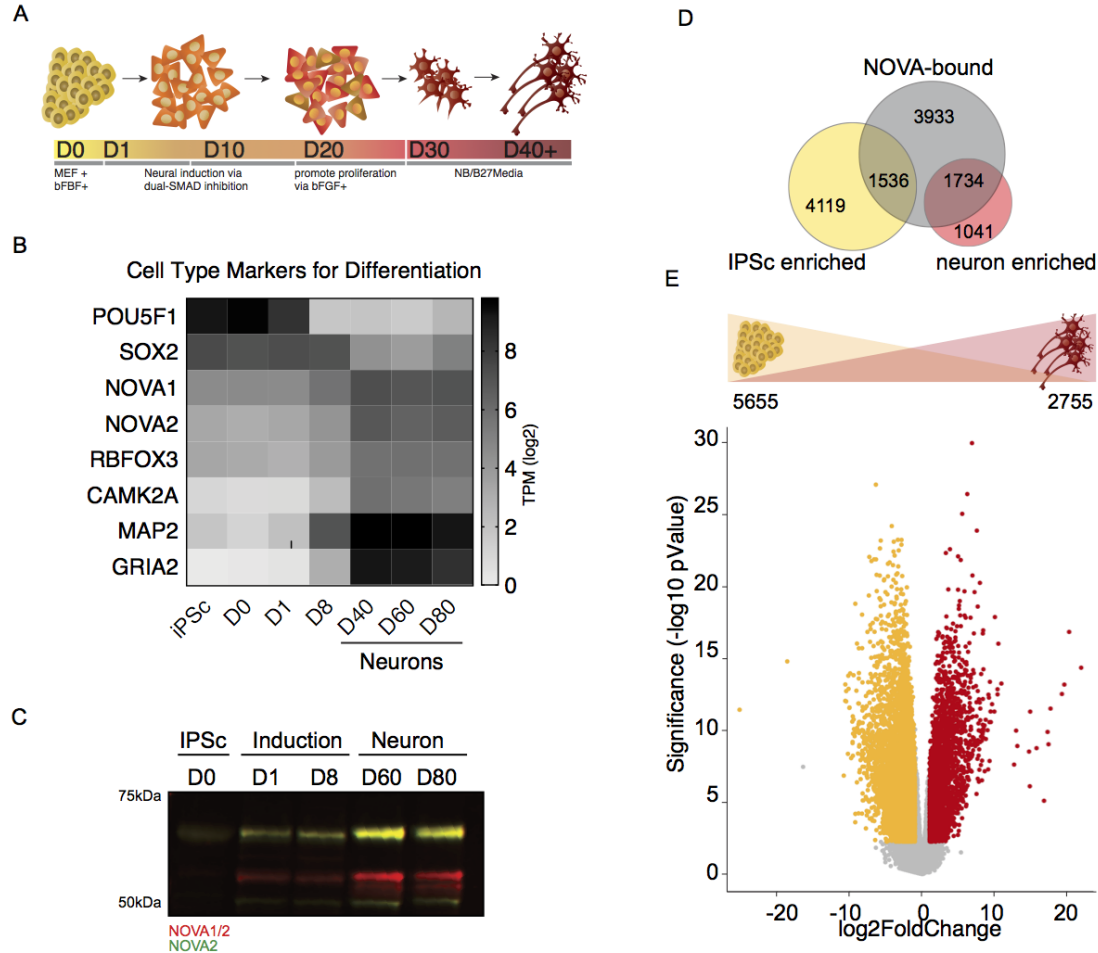 A
D0 D1 D10 D20 D30 D40+
MEF +
bFBF+
Neural induction via
dual-SMAD inhibition
promote proliferation
via bFGF+
NB/B27Media
B
Cell Type Markers for Differentiation
POU5F1
SOX2
NOVA1
NOVA2
RBFOX3
CAMK2A
MAP2
GRIA2
8
6
4
2
0
TPM (log2)
iPSc D0 D1 D8 D40 D60 D80
Neurons
C
IPSc Induction Neuron
D0 D1 D8 D60 D80
75kDa
50kDa
NOVA1/2
NOVA2
D
NOVA-bound
3933
1536
1734
4119
1041
IPSc enriched
neuron enriched
E
5655
2755
30
25
20
15
10
5
0
Significance (-log10 pValue)
-20 -10 0 10 20
log2FoldChange